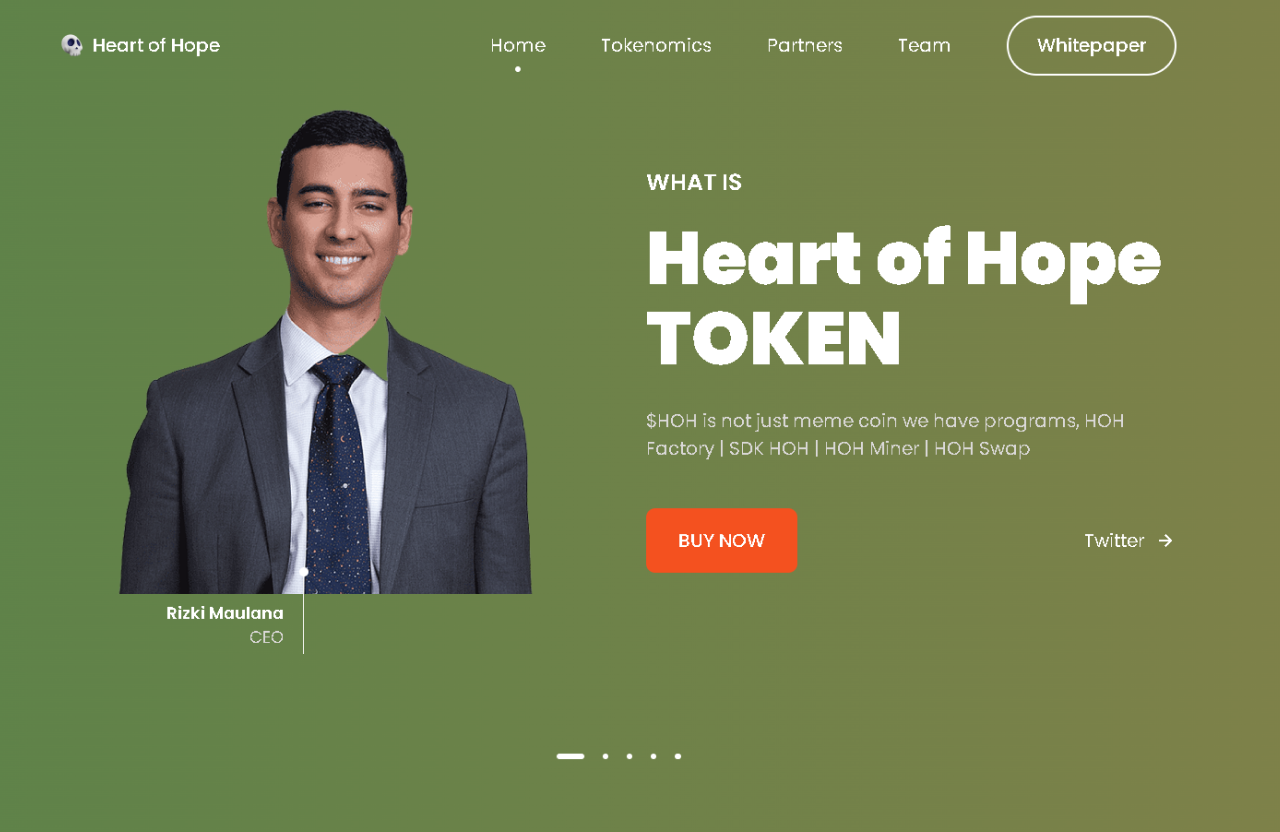 Heart of Hope
Home
Tokenomics
Partners
Team
Whitepaper
WHAT IS
Heart of Hope
TOKEN
$HOH is not just meme coin we have programs, HOH
Factory | SDK HOH | HOH Miner | HOH Swap
BUY NOW
Twitter →
Rizki Maulana
CEO